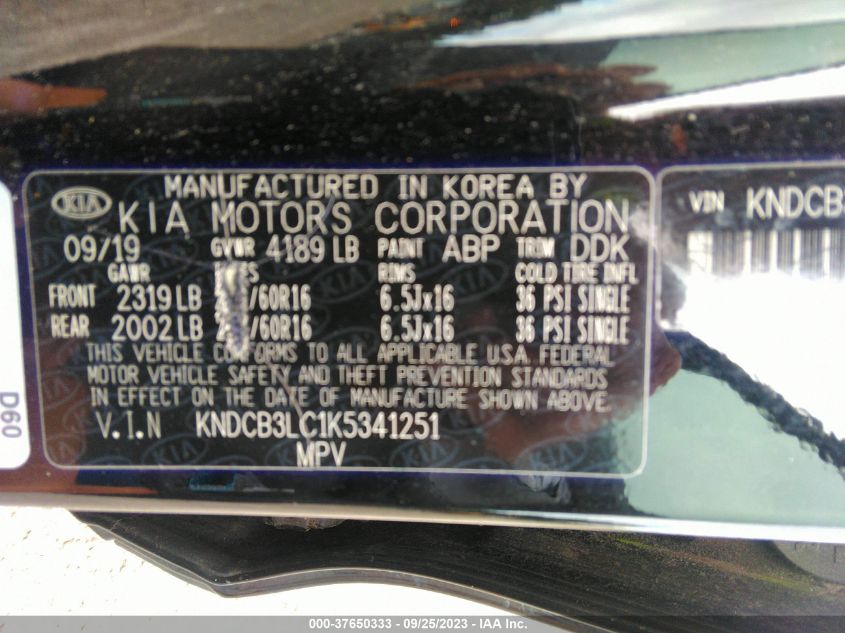 KIA MANUFACTURED IN KOREA BY
KIA MOTORS CORPORATION
09/19 GVWR 4189 LB PAINT ABP TRIM DDK
GAWR RIMS COLD TIRE INFL
FRONT 2319 LB /60R16 6.5Jx16 36 PSI SINGLE
REAR 2002 LB /60R16 6.5Jx16 36 PSI SINGLE
THIS VEHICLE CONFORMS TO ALL APPLICABLE U.S.A. FEDERAL
MOTOR VEHICLE SAFETY AND THEFT PREVENTION STANDARDS
IN EFFECT ON THE DATE OF MANUFACTURE SHOWN ABOVE.
V.I.N KNDCB3LC1K5341251
MPV
VIN KNDCB3
D60
000-37650333 - 09/25/2023 - IAA Inc.